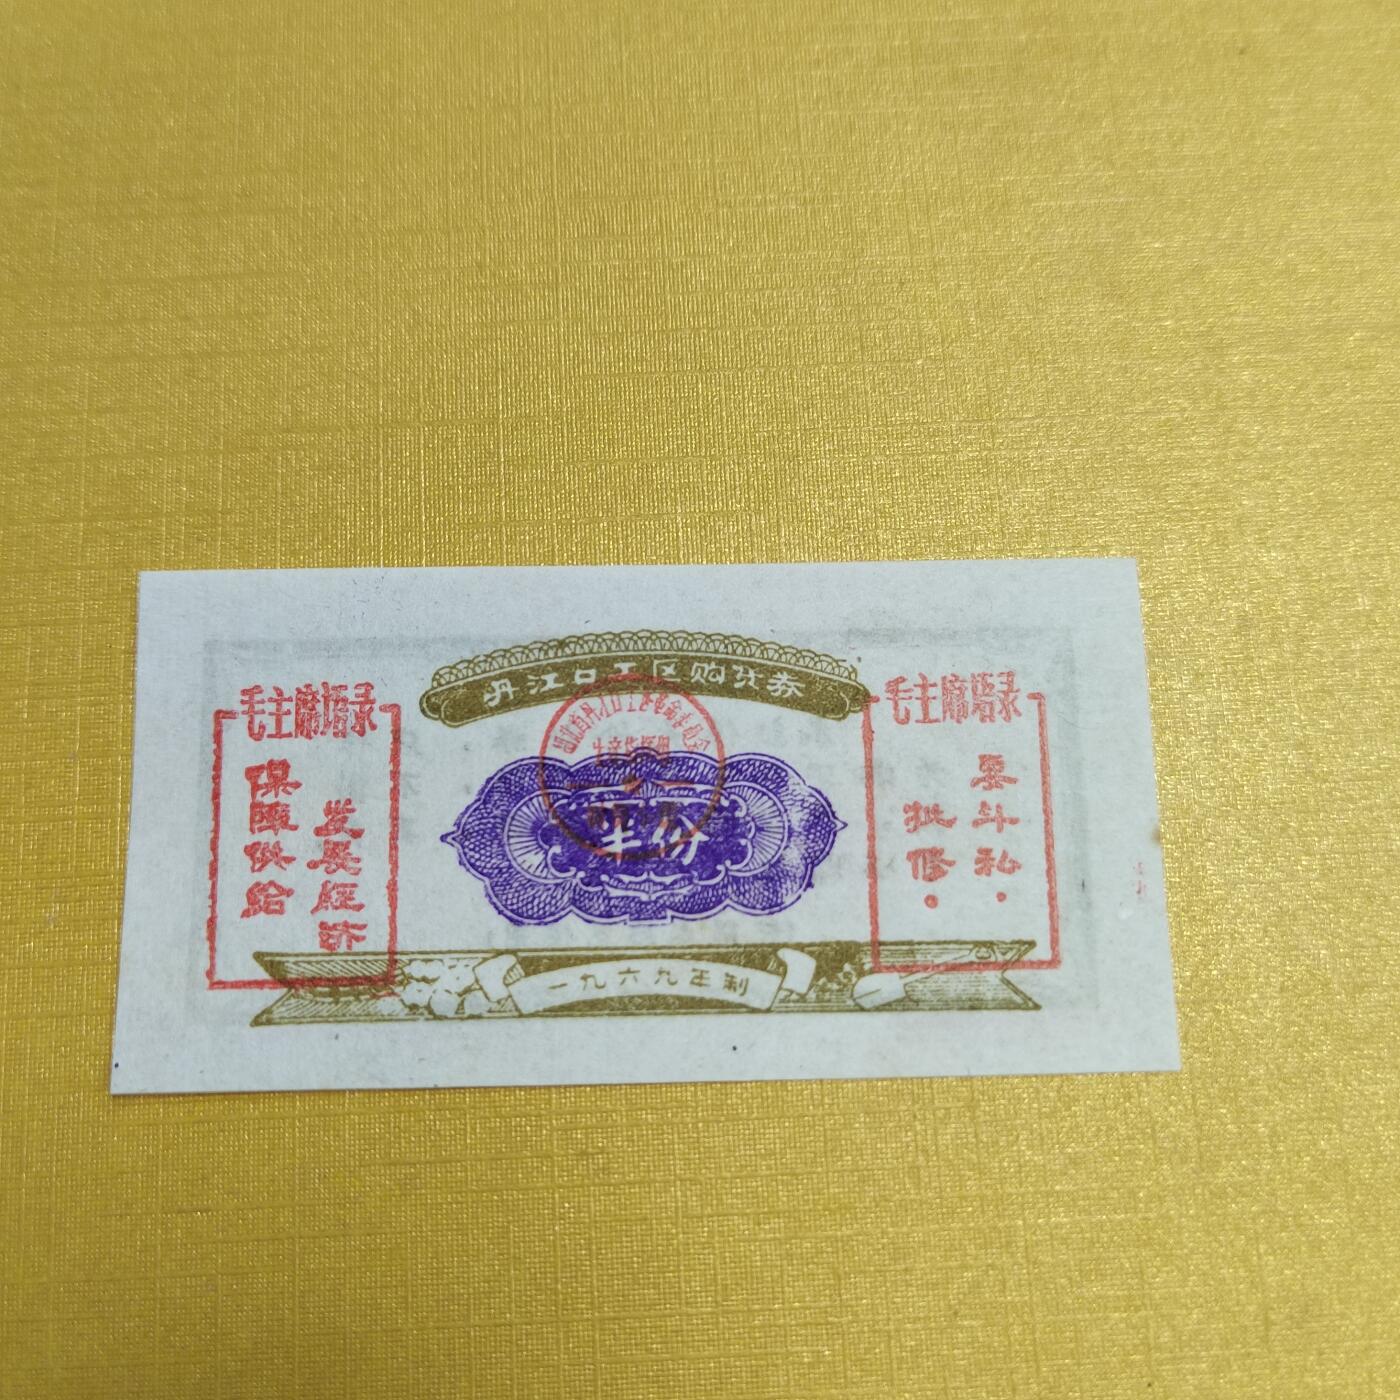 丹江口工区购货券
毛主席语录
发展经济
保障供给
半份
毛主席语录
要斗私，
批修。
一九六九年制